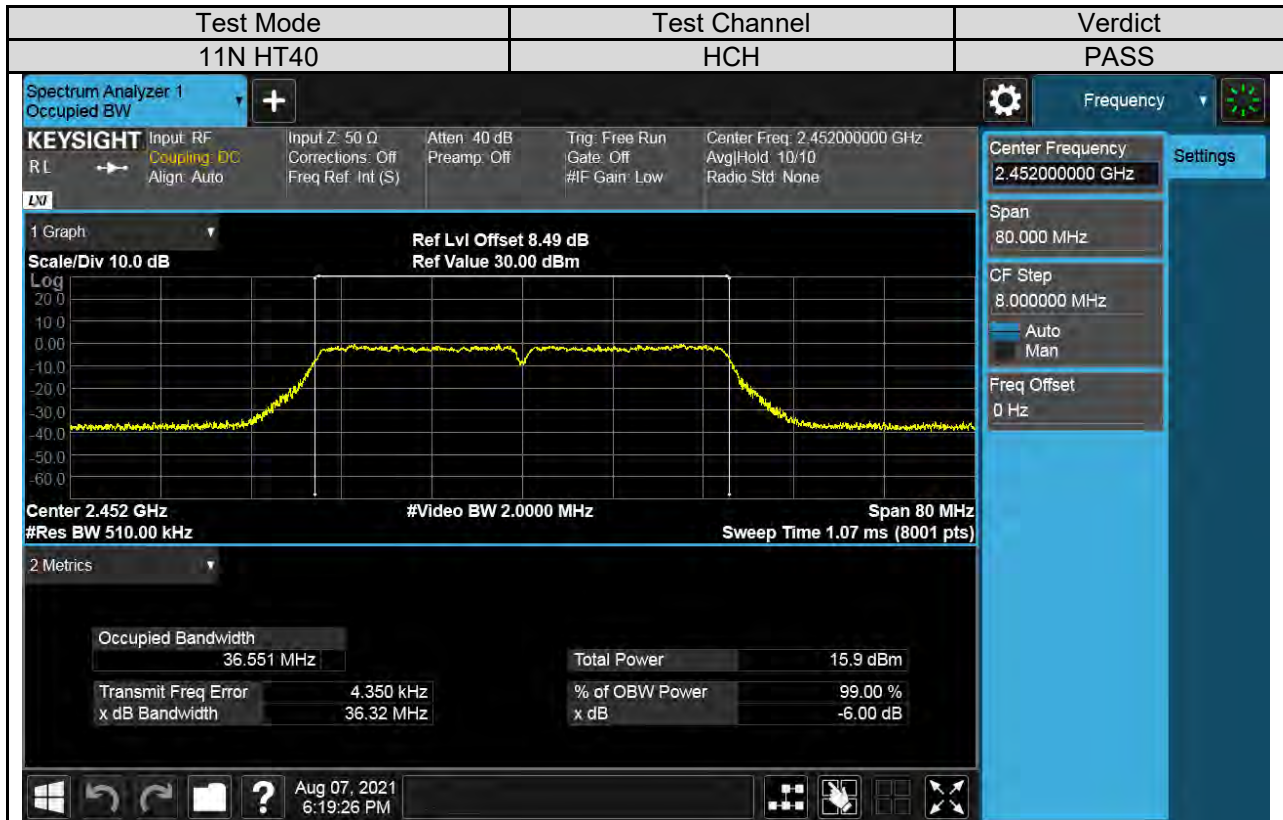 Test Mode Test Channel Verdict
11N HT40 HCH PASS
Spectrum Analyzer 1
Occupied BW
+
Frequency
KEYSIGHT Input: RF Input Z: 50 Ω Atten: 40 dB Trig: Free Run Center Freq: 2.452000000 GHz
Coupling: DC Corrections: Off Preamp: Off Gate: Off Avg|Hold: 10/10
RL Align: Auto Freq Ref: Int (S) #IF Gain: Low Radio Std: None
LXI
Center Frequency
2.452000000 GHz
Settings
Span
80.000 MHz
CF Step
8.000000 MHz
Auto
Man
Freq Offset
0 Hz
1 Graph
Ref Lvl Offset 8.49 dB
Scale/Div 10.0 dB Ref Value 30.00 dBm
Log
20.0
10.0
0.00
-10.0
-20.0
-30.0
-40.0
-50.0
-60.0
Center 2.452 GHz #Video BW 2.0000 MHz Span 80 MHz
#Res BW 510.00 kHz Sweep Time 1.07 ms (8001 pts)
2 Metrics
Occupied Bandwidth
36.551 MHz Total Power 15.9 dBm
Transmit Freq Error 4.350 kHz % of OBW Power 99.00 %
x dB Bandwidth 36.32 MHz x dB -6.00 dB
? Aug 07, 2021
6:19:26 PM